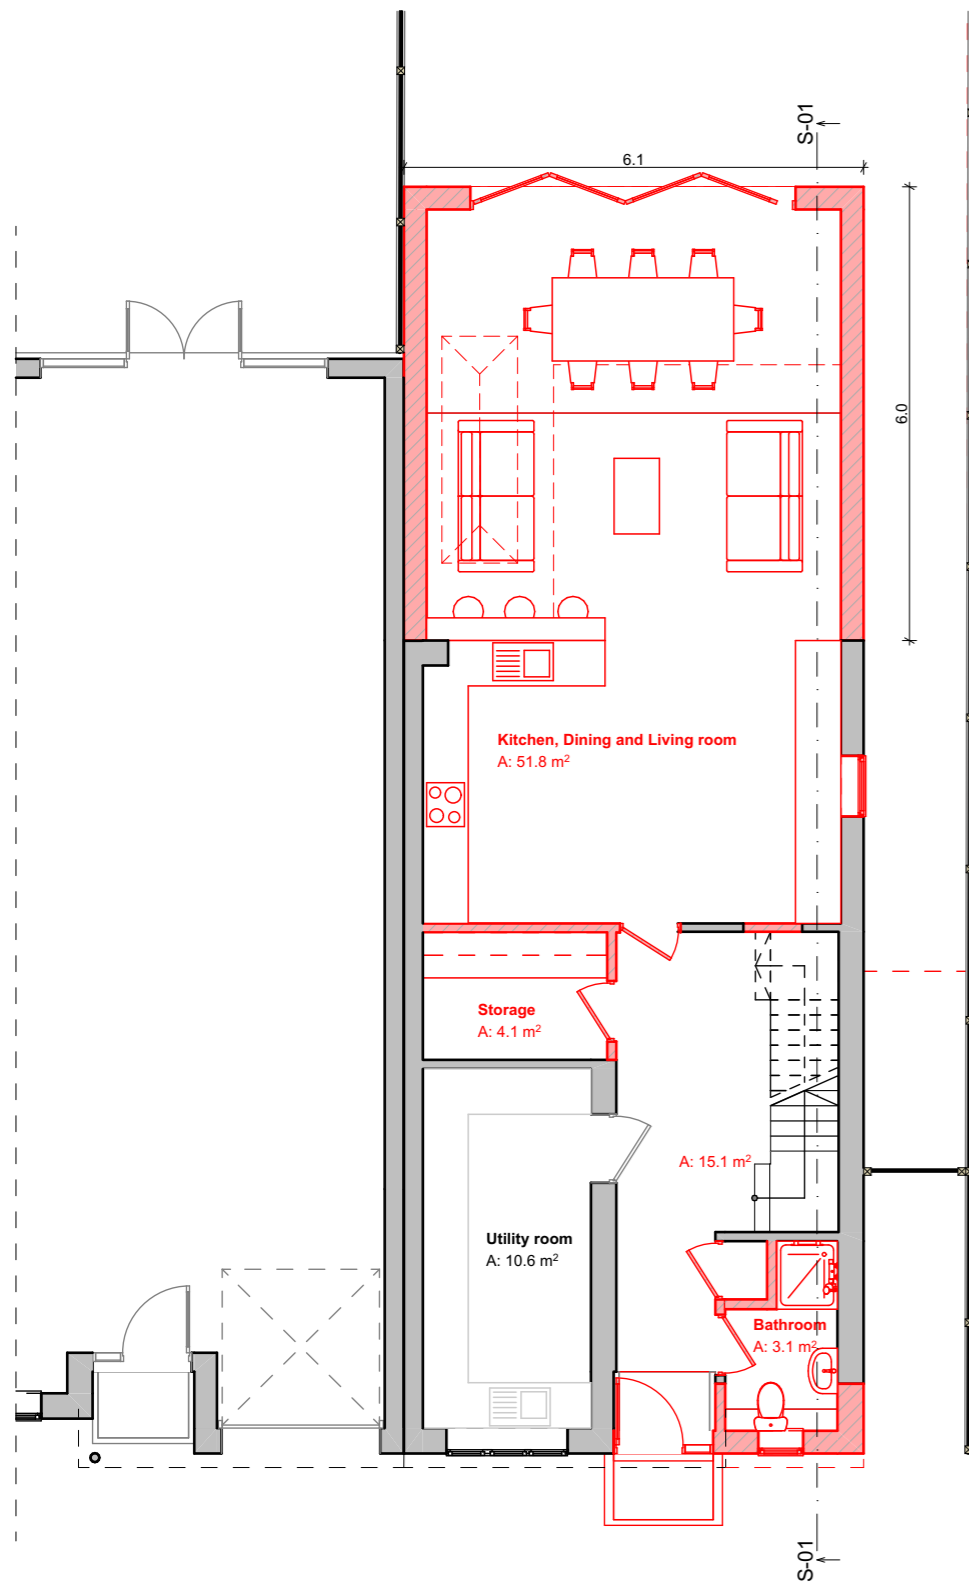 S-01
6.1
6.0
Kitchen, Dining and Living room
A: 51.8 m²
Storage
A: 4.1 m²
A: 15.1 m²
Utility room
A: 10.6 m²
Bathroom
A: 3.1 m²
S-01